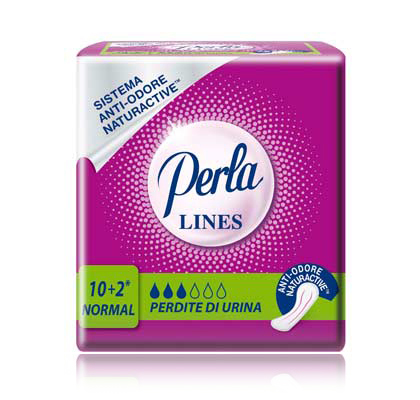 SISTEMA
ANTI-ODORE
NATURACTIVE™
Perla
LINES
10+2*
NORMAL
PERDITE DI URINA
ANTI-ODORE
NATURACTIVE™